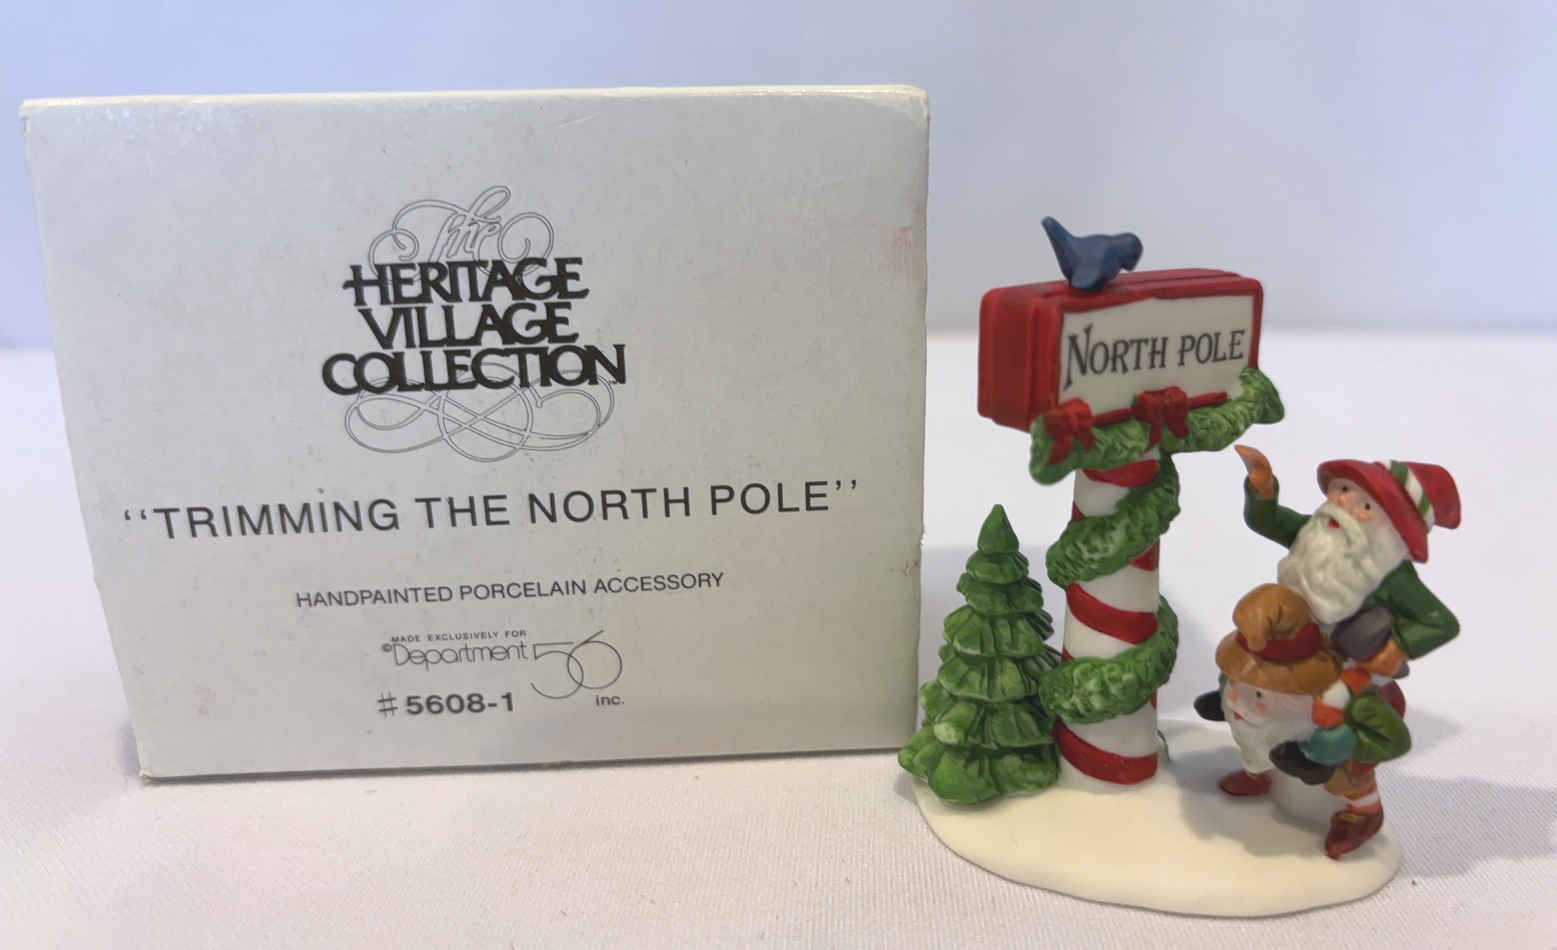 The
HERITAGE
VILLAGE
COLLECTION
‘‘TRIMMING THE NORTH POLE’’
HANDPAINTED PORCELAIN ACCESSORY
MADE EXCLUSIVELY FOR
©Department 56
inc.
#5608-1
NORTH POLE